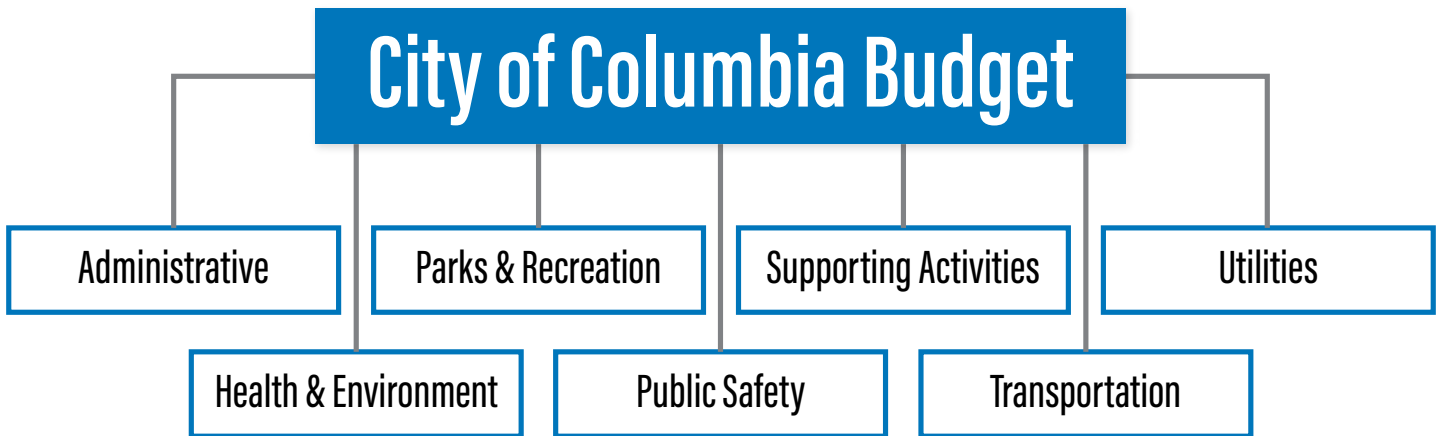 City of Columbia Budget
Administrative
Parks & Recreation
Supporting Activities
Utilities
Health & Environment
Public Safety
Transportation